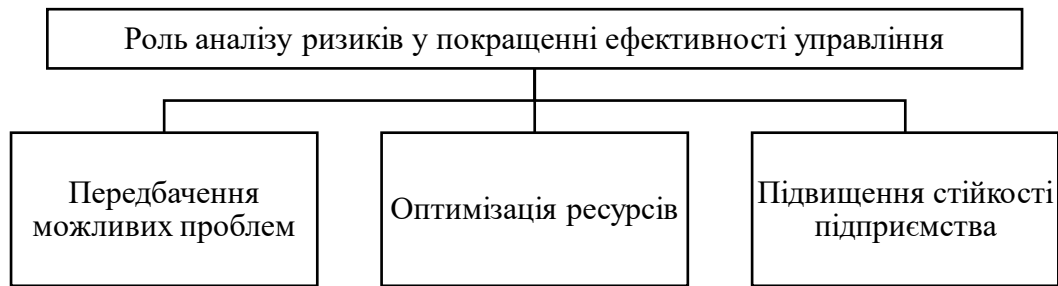 Роль аналізу ризиків у покращенні ефективності управління
Передбачення
можливих проблем
Оптимізація ресурсів
Підвищення стійкості
підприємства